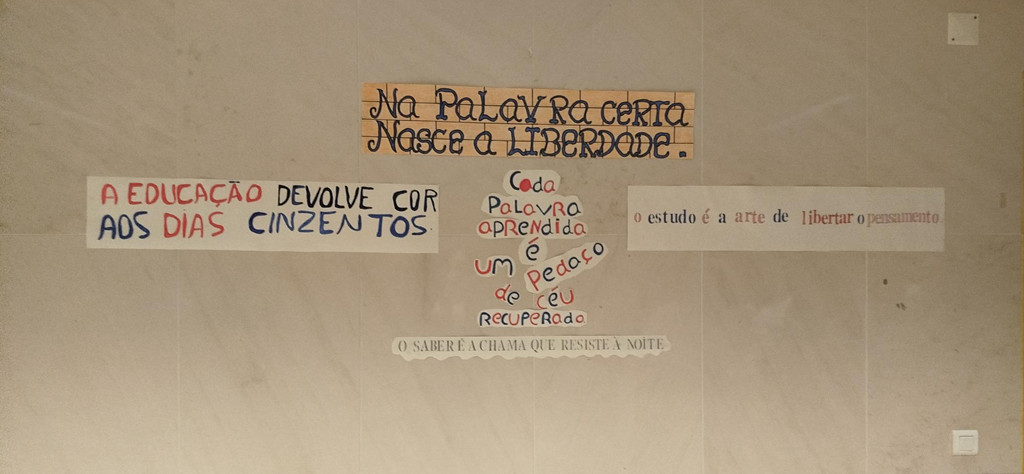 Na PaLaVRa CeRTa
Nasce a LIBERDADE.
A EDUCAÇÃO DEVOLVE COR
AOS DIAS CINZENTOS
Cada
PaLaVRa
aPRendida
é
um Pedaço
de céu
RecuPeRado
o estudo é a arte de libertar o pensamento.
O SABER É A CHAMA QUE RESISTE À NOITE